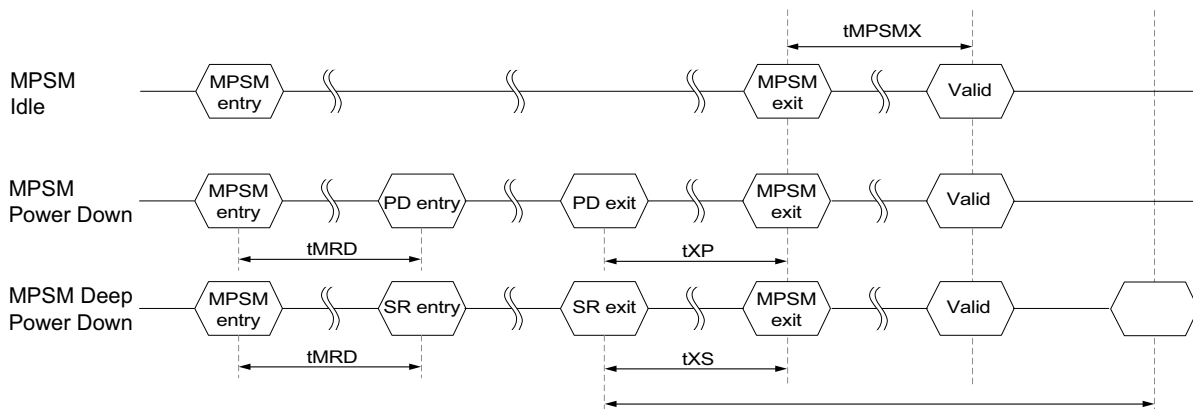 tMPSMX
MPSM
Idle
MPSM
entry
MPSM
exit
Valid
MPSM
Power Down
MPSM
entry
PD entry
PD exit
MPSM
exit
Valid
tMRD
tXP
MPSM Deep
Power Down
MPSM
entry
SR entry
SR exit
MPSM
exit
Valid
tMRD
tXS